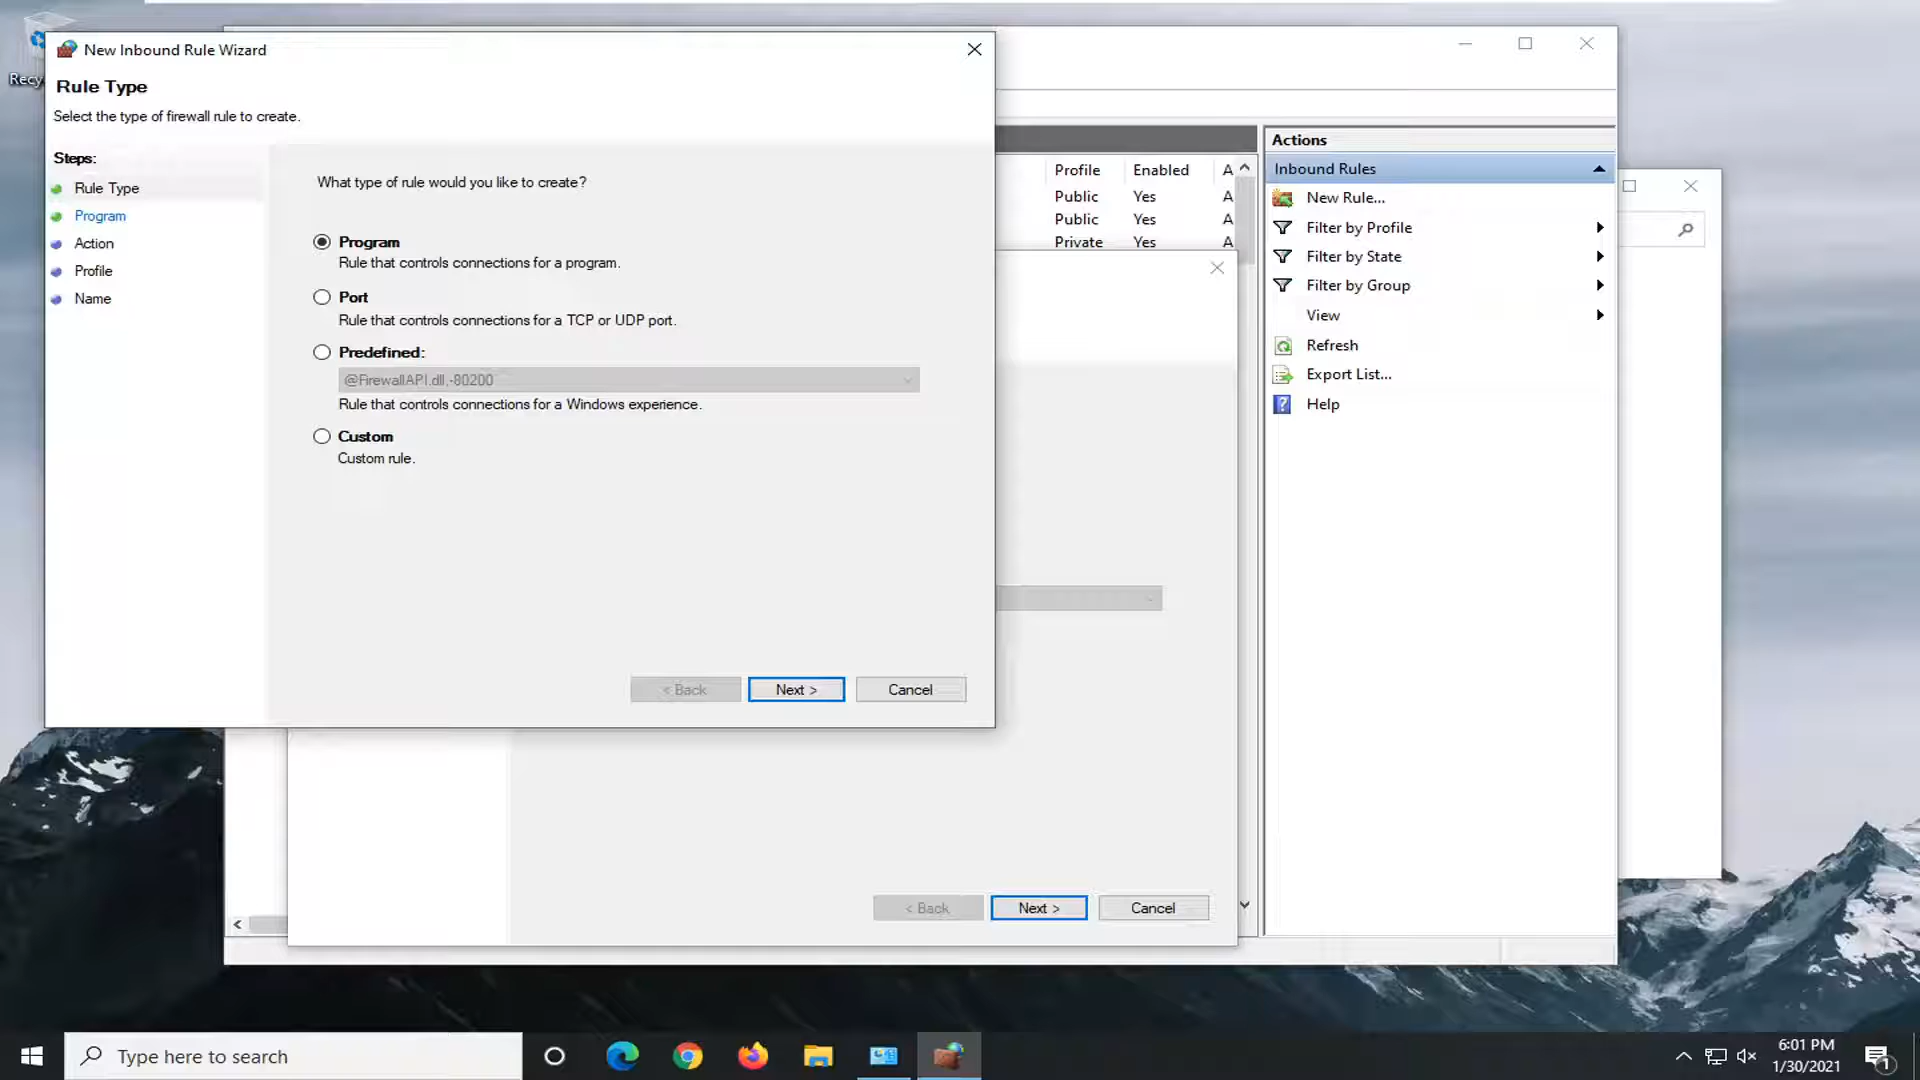 New Inbound Rule Wizard
Rule Type
Select the type of firewall rule to create.
Steps:
Rule Type
Program
Action
Profile
Name
What type of rule would you like to create?
Program
Rule that controls connections for a program.
Port
Rule that controls connections for a TCP or UDP port.
Predefined:
@FirewallAPI.dll,-80200
Rule that controls connections for a Windows experience.
Custom
Custom rule.
< Back
Next >
Cancel
Profile Enabled A
Public Yes A
Public Yes A
Private Yes A
Actions
Inbound Rules
New Rule...
Filter by Profile
Filter by State
Filter by Group
View
Refresh
Export List...
Help
< Back
Next >
Cancel
Recy
Type here to search
6:01 PM
1/30/2021
1